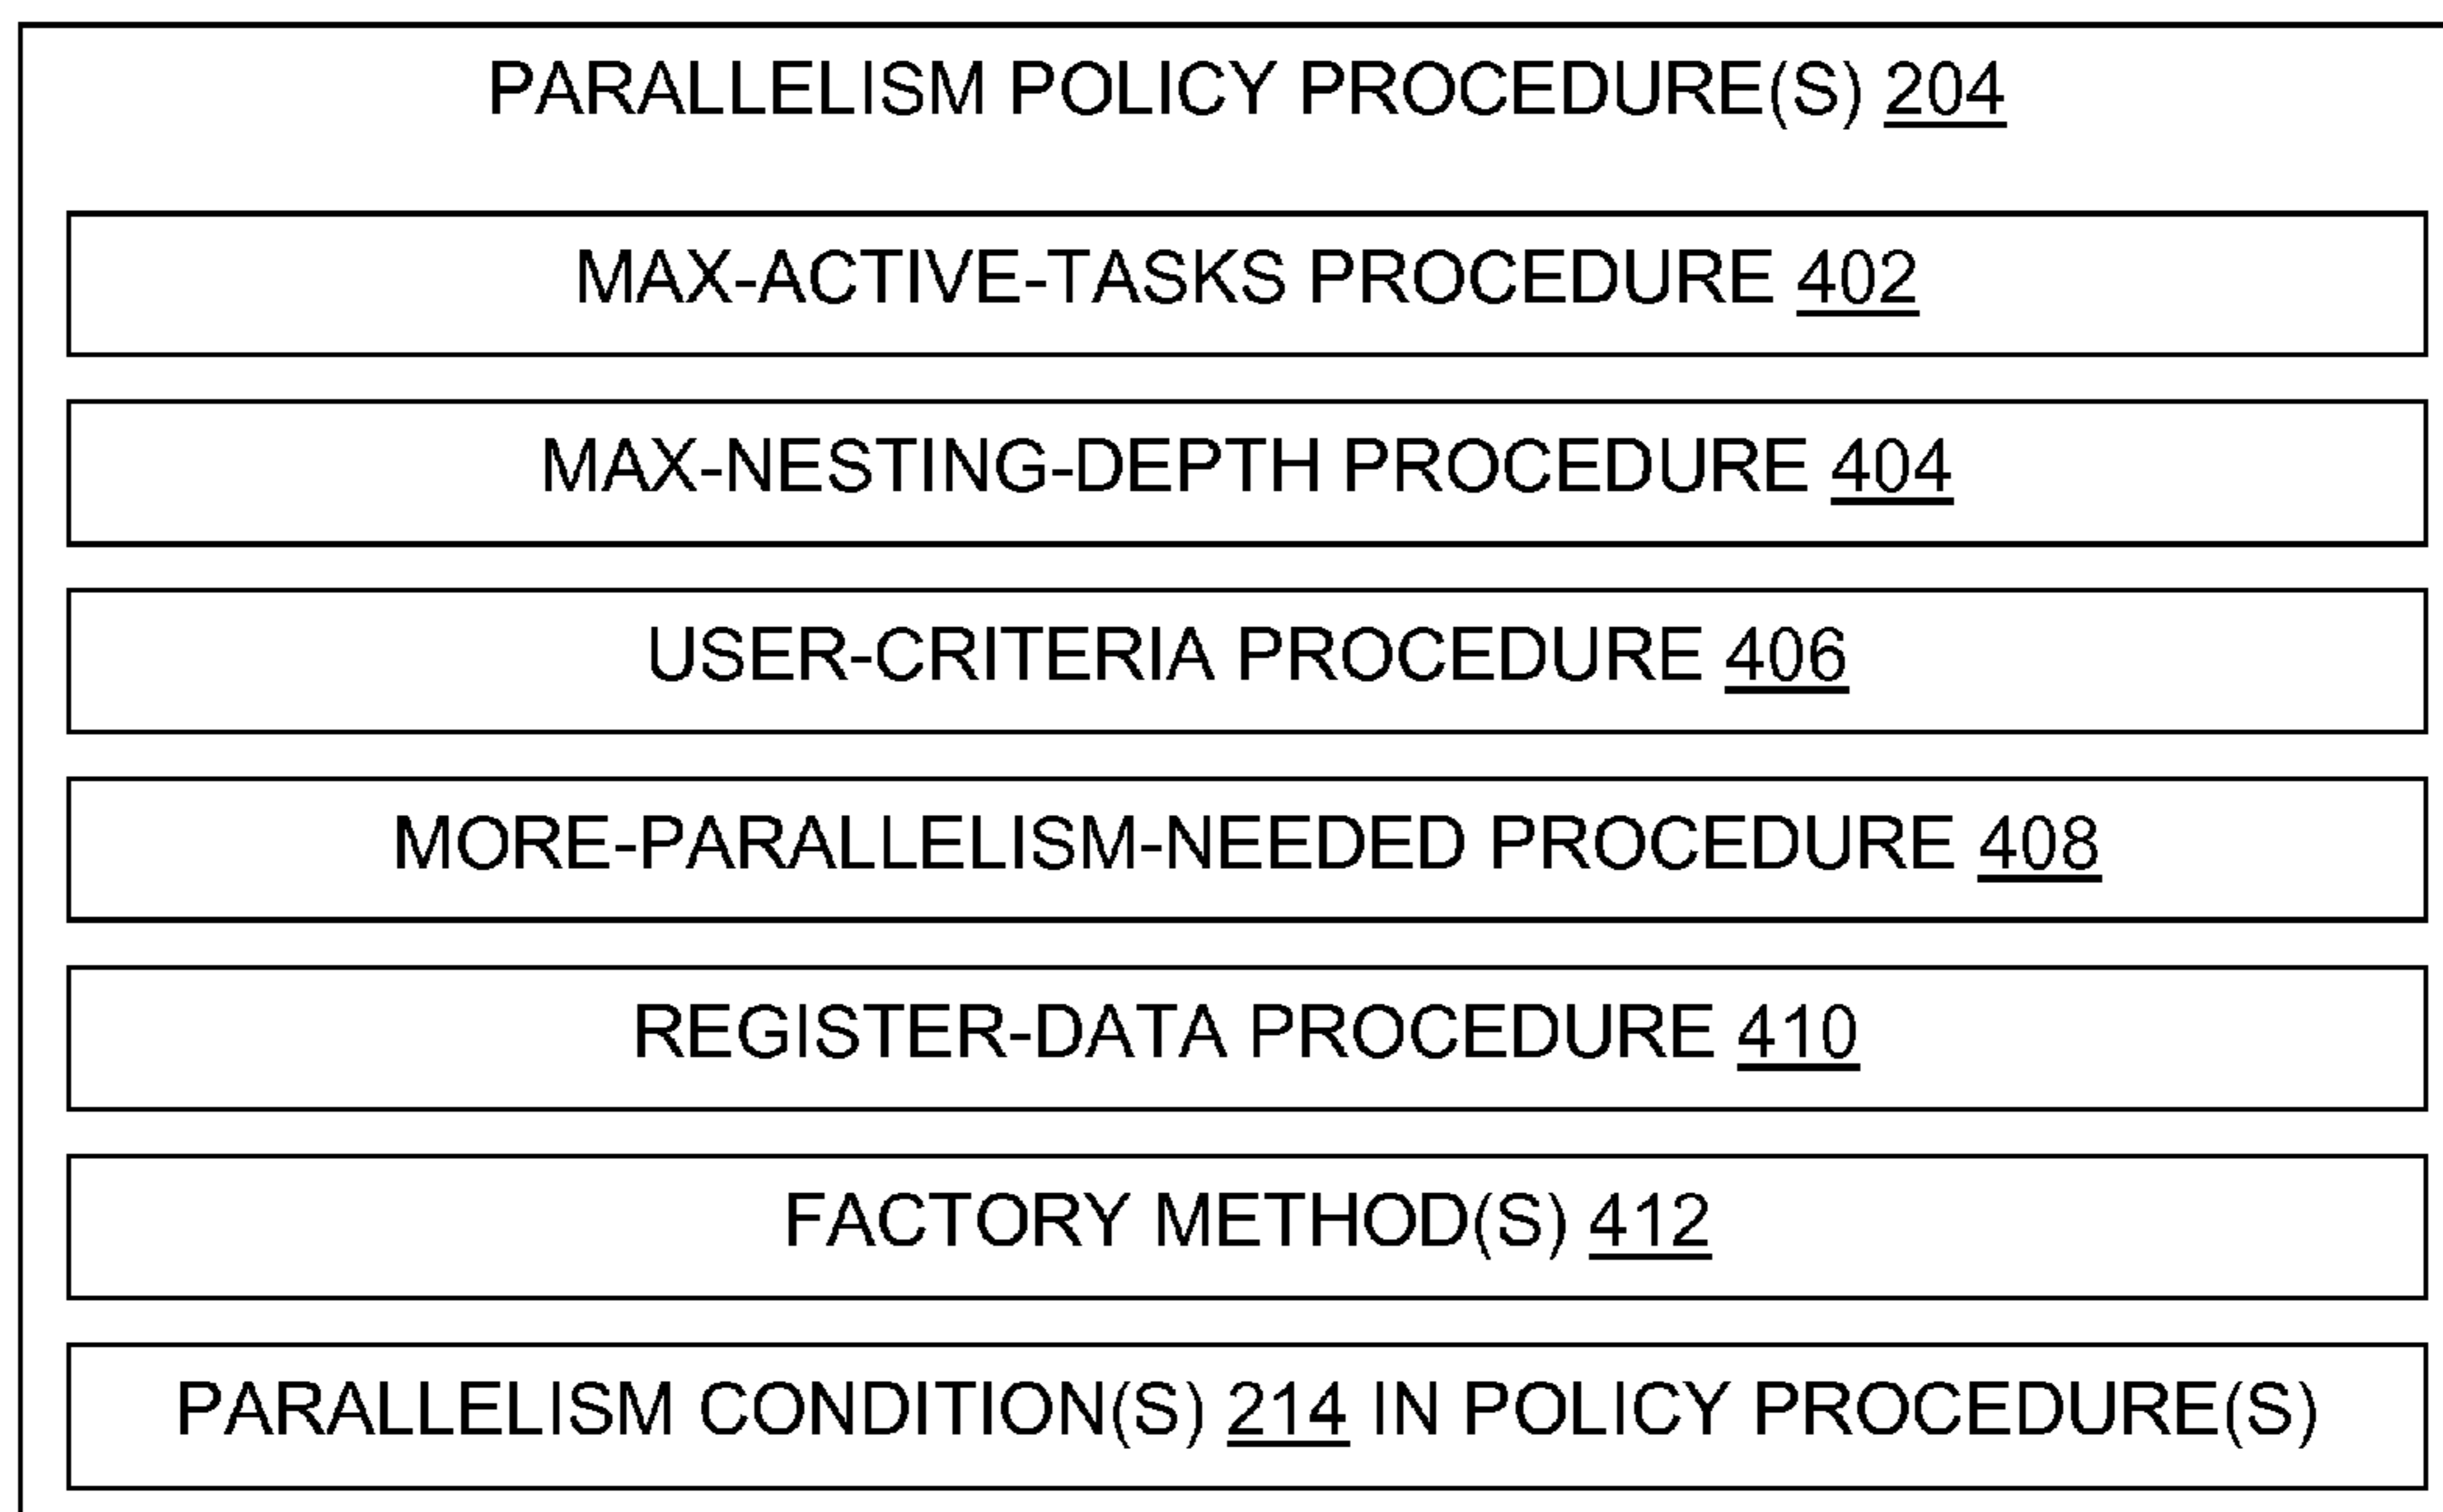 PARALLELISM POLICY PROCEDURE(S) 204
MAX-ACTIVE-TASKS PROCEDURE 402
MAX-NESTING-DEPTH PROCEDURE 404
USER-CRITERIA PROCEDURE 406
MORE-PARALLELISM-NEEDED PROCEDURE 408
REGISTER-DATA PROCEDURE 410
FACTORY METHOD(S) 412
PARALLELISM CONDITION(S) 214 IN POLICY PROCEDURE(S)